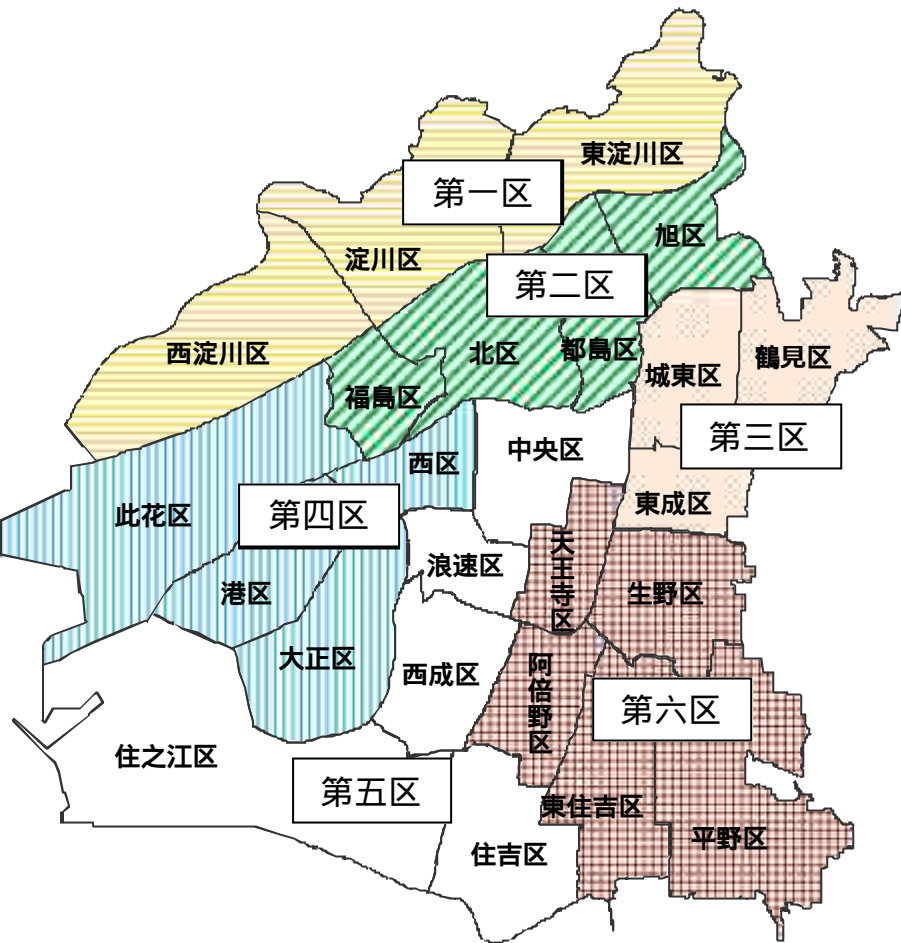 東淀川区
第一区
旭区
淀川区
第二区
西淀川区
北区
都島区
鶴見区
城東区
福島区
第三区
中央区
西区
東成区
此花区
第四区
天王寺区
浪速区
港区
生野区
大正区
西成区
阿倍野区
第六区
住之江区
第五区
東住吉区
平野区
住吉区